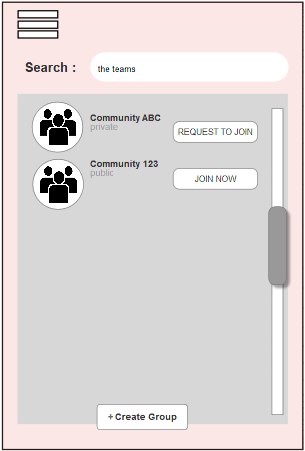 Search :
the teams
Community ABC
private
REQUEST TO JOIN
Community 123
public
JOIN NOW
+ Create Group